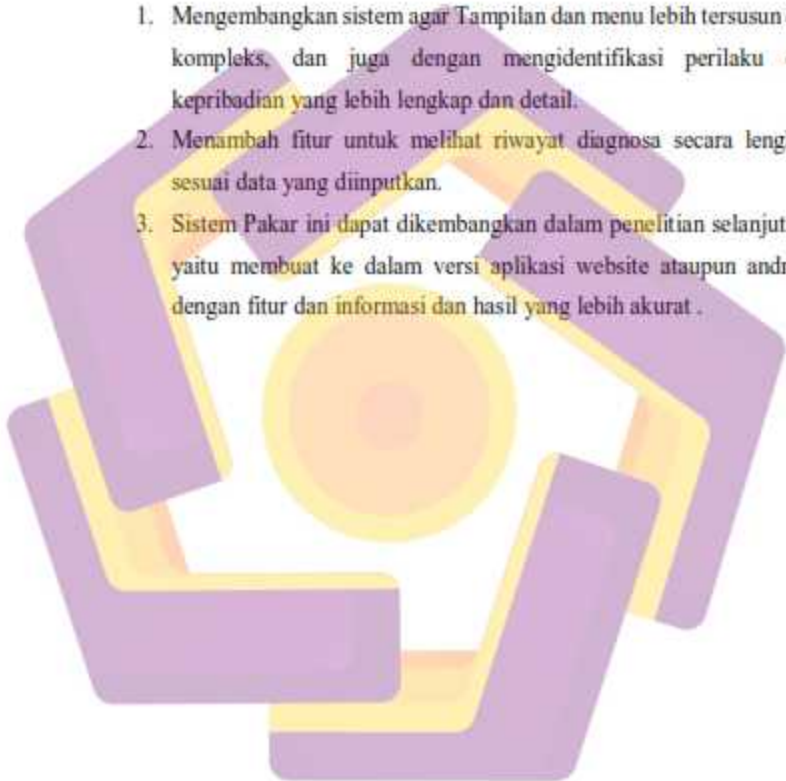 1. Mengembangkan sistem agar Tampilan dan menu lebih tersusun
kompleks, dan juga dengan mengidentifikasi perilaku
kepribadian yang lebih lengkap dan detail.
2. Menambah fitur untuk melihat riwayat diagnosa secara leng
sesuai data yang diinputkan.
3. Sistem Pakar ini dapat dikembangkan dalam penelitian selanjut
yaitu membuat ke dalam versi aplikasi website ataupun andr
dengan fitur dan informasi dan hasil yang lebih akurat .